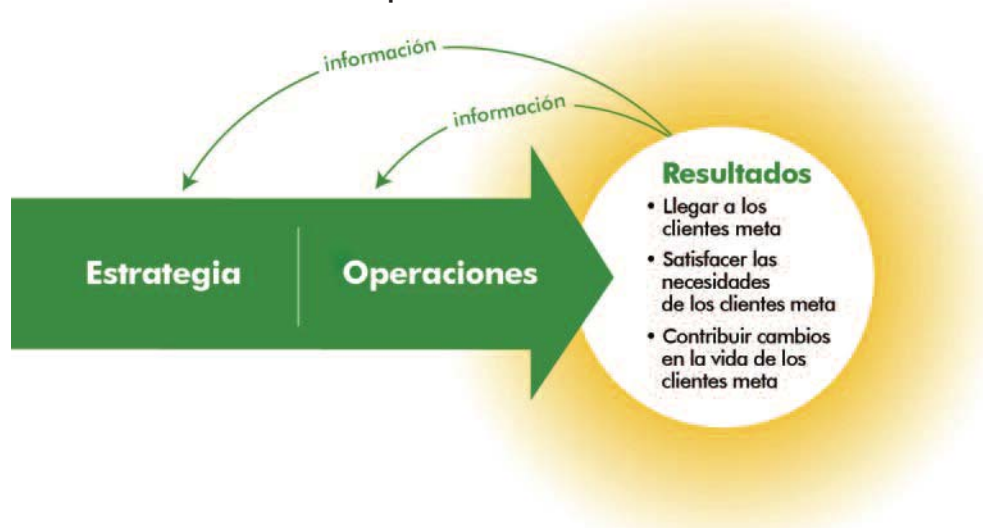 información
información
Estrategia
Operaciones
Resultados
• Llegar a los
clientes meta
• Satisfacer las
necesidades
de los clientes meta
• Contribuir cambios
en la vida de los
clientes meta